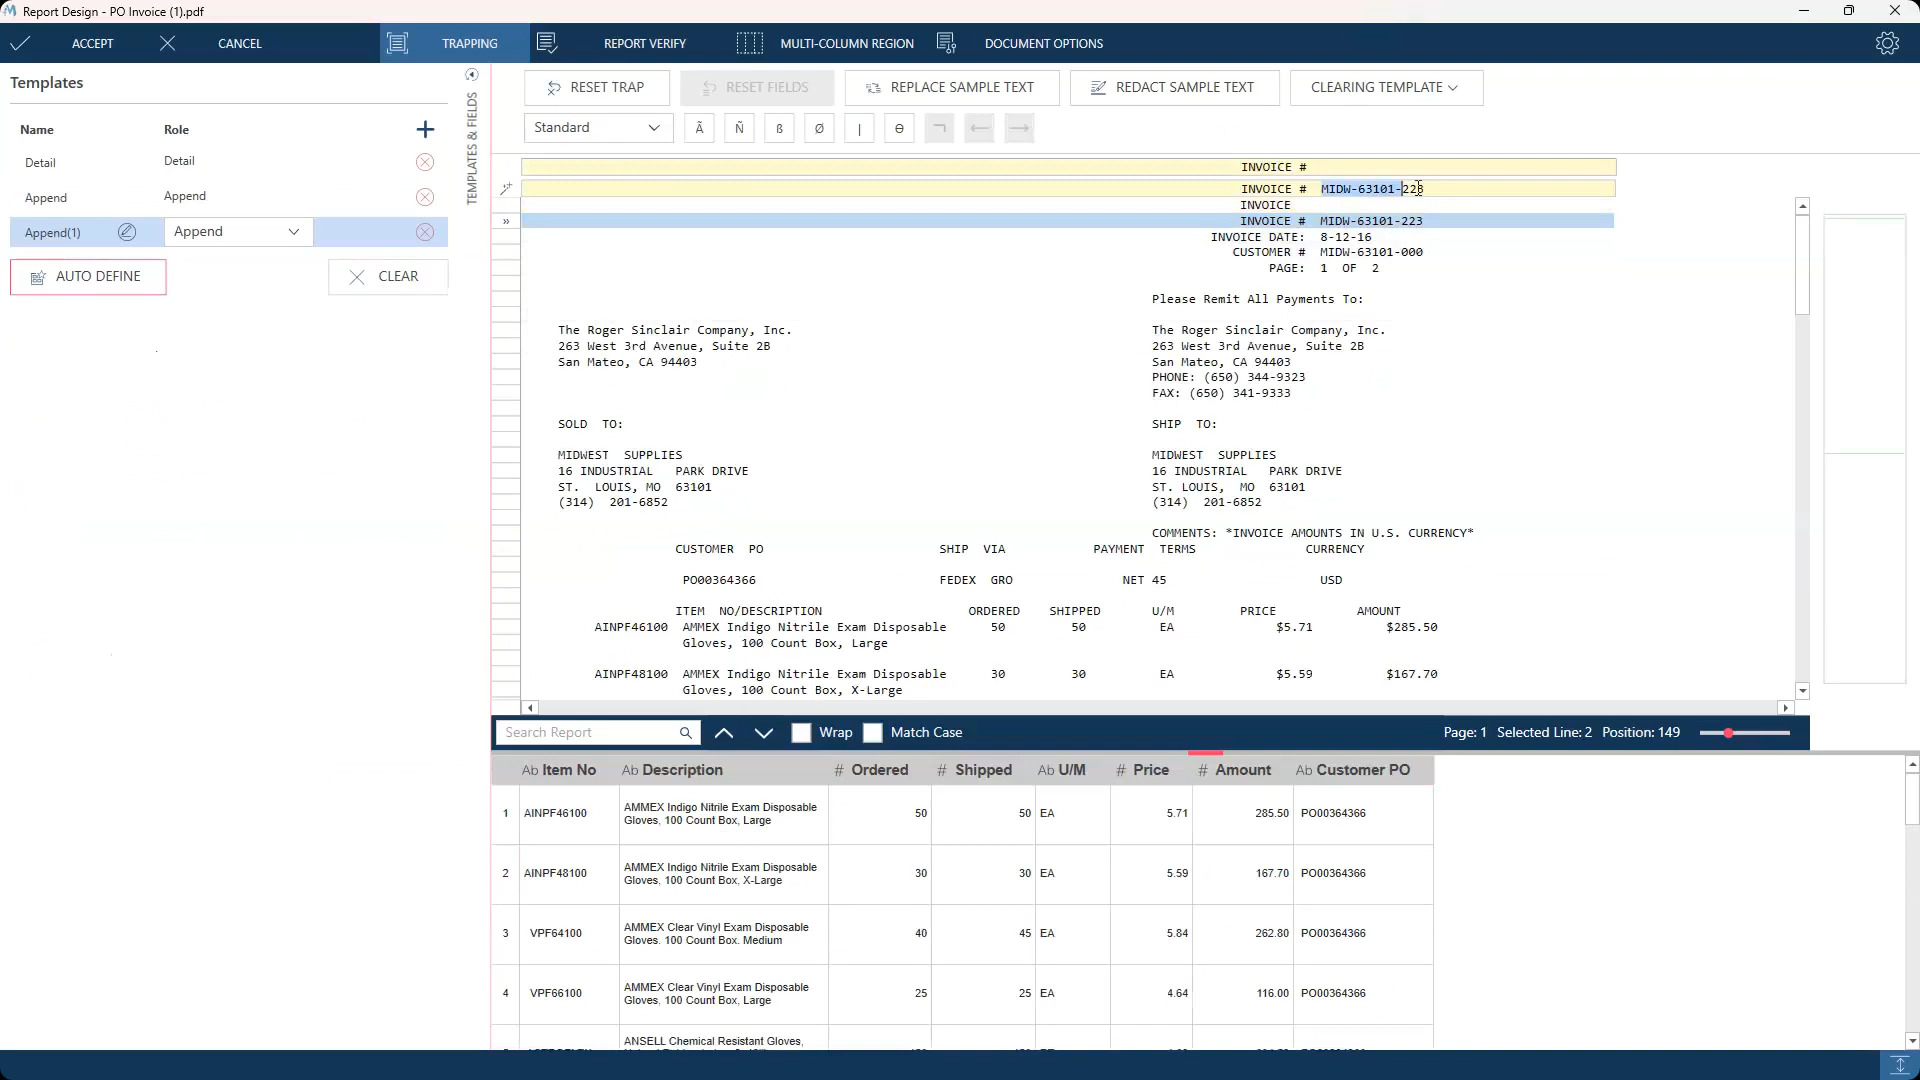 Report Design - PO Invoice (1).pdf
ACCEPT CANCEL TRAPPING REPORT VERIFY MULTI-COLUMN REGION DOCUMENT OPTIONS
Templates
TEMPLATES & FIELDS
Name Role
Detail Detail
Append Append
Append(1) Append
AUTO DEFINE CLEAR
RESET TRAP RESET FIELDS REPLACE SAMPLE TEXT REDACT SAMPLE TEXT CLEARING TEMPLATE
Standard Ã Ñ ß Ø | Ɵ
INVOICE #
INVOICE # MIDW-63101-223
INVOICE
INVOICE # MIDW-63101-223
INVOICE DATE: 8-12-16
CUSTOMER # MIDW-63101-000
PAGE: 1 OF 2
Please Remit All Payments To:
The Roger Sinclair Company, Inc. The Roger Sinclair Company, Inc.
263 West 3rd Avenue, Suite 2B 263 West 3rd Avenue, Suite 2B
San Mateo, CA 94403 San Mateo, CA 94403
PHONE: (650) 344-9323
FAX: (650) 341-9333
SOLD TO: SHIP TO:
MIDWEST SUPPLIES MIDWEST SUPPLIES
16 INDUSTRIAL PARK DRIVE 16 INDUSTRIAL PARK DRIVE
ST. LOUIS, MO 63101 ST. LOUIS, MO 63101
(314) 201-6852 (314) 201-6852
COMMENTS: *INVOICE AMOUNTS IN U.S. CURRENCY*
CUSTOMER PO SHIP VIA PAYMENT TERMS CURRENCY
PO00364366 FEDEX GRO NET 45 USD
ITEM NO/DESCRIPTION ORDERED SHIPPED U/M PRICE AMOUNT
AINPF46100 AMMEX Indigo Nitrile Exam Disposable 50 50 EA $5.71 $285.50
Gloves, 100 Count Box, Large
AINPF48100 AMMEX Indigo Nitrile Exam Disposable 30 30 EA $5.59 $167.70
Gloves, 100 Count Box, X-Large
Search Report Wrap Match Case Page: 1 Selected Line: 2 Position: 149
Ab Item No Ab Description # Ordered # Shipped Ab U/M # Price # Amount Ab Customer PO
1 AINPF46100 AMMEX Indigo Nitrile Exam Disposable Gloves, 100 Count Box, Large 50 50 EA 5.71 285.50 PO00364366
2 AINPF48100 AMMEX Indigo Nitrile Exam Disposable Gloves, 100 Count Box, X-Large 30 30 EA 5.59 167.70 PO00364366
3 VPF64100 AMMEX Clear Vinyl Exam Disposable Gloves. 100 Count Box. Medium 40 45 EA 5.84 262.80 PO00364366
4 VPF66100 AMMEX Clear Vinyl Exam Disposable Gloves, 100 Count Box, Large 25 25 EA 4.64 116.00 PO00364366
ANSELL Chemical Resistant Gloves,